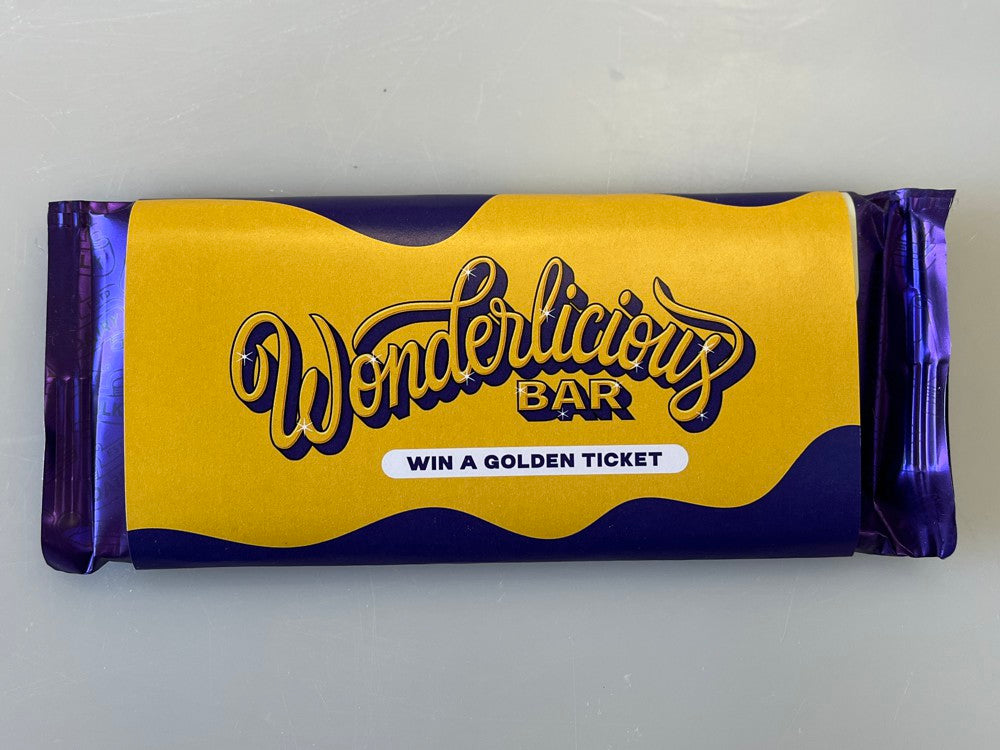 Wonderlicious
BAR
WIN A GOLDEN TICKET